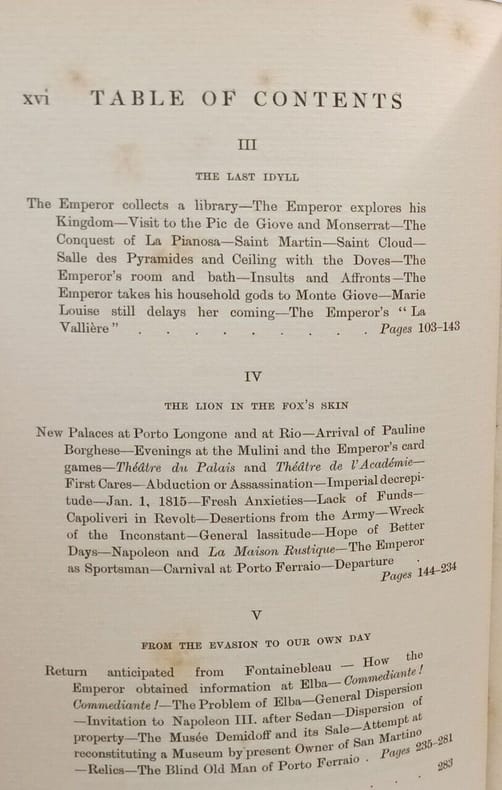 xvi TABLE OF CONTENTS
III
THE LAST IDYLL
The Emperor collects a library—The Emperor explores his
Kingdom—Visit to the Pic de Giove and Monserrat—The
Conquest of La Pianosa—Saint Martin—Saint Cloud—
Salle des Pyramides and Ceiling with the Doves—The
Emperor's room and bath—Insults and Affronts—The
Emperor takes his household gods to Monte Giove—Marie
Louise still delays her coming—The Emperor's "La
Vallière" . . . . . . . . . Pages 103-143
IV
THE LION IN THE FOX'S SKIN
New Palaces at Porto Longone and at Rio—Arrival of Pauline
Borghese—Evenings at the Mulini and the Emperor's card
games—Théâtre du Palais and Théâtre de l'Académie—
First Cares—Abduction or Assassination—Imperial decrepi-
tude—Jan. 1, 1815—Fresh Anxieties—Lack of Funds—
Capoliveri in Revolt—Desertions from the Army—Wreck
of the Inconstant—General lassitude—Hope of Better
Days—Napoleon and La Maison Rustique—The Emperor
as Sportsman—Carnival at Porto Ferraio—Departure .
Pages 144-234
V
FROM THE EVASION TO OUR OWN DAY
Return anticipated from Fontainebleau — How the
Emperor obtained information at Elba—Commediante!
Commediante!—The Problem of Elba—General Dispersion
—Invitation to Napoleon III. after Sedan—Dispersion of
property—The Musée Demidoff and its Sale—Attempt at
reconstituting a Museum by present Owner of San Martino
—Relics—The Blind Old Man of Porto Ferraio . Pages 235-281
. . 283